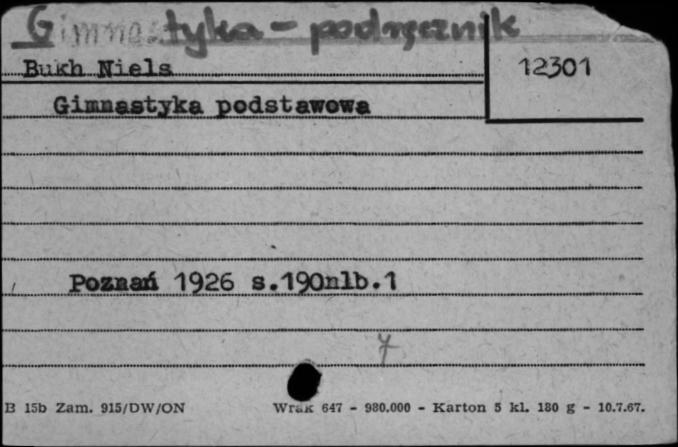 Gimnastyka - podręcznik
Bukh Niels
12301
Gimnastyka podstawowa
Poznań 1926 s.190nlb.1
7
B 15b Zam. 915/DW/ON
Wrak 647 - 980.000 - Karton 5 kl. 180 g - 10.7.67.